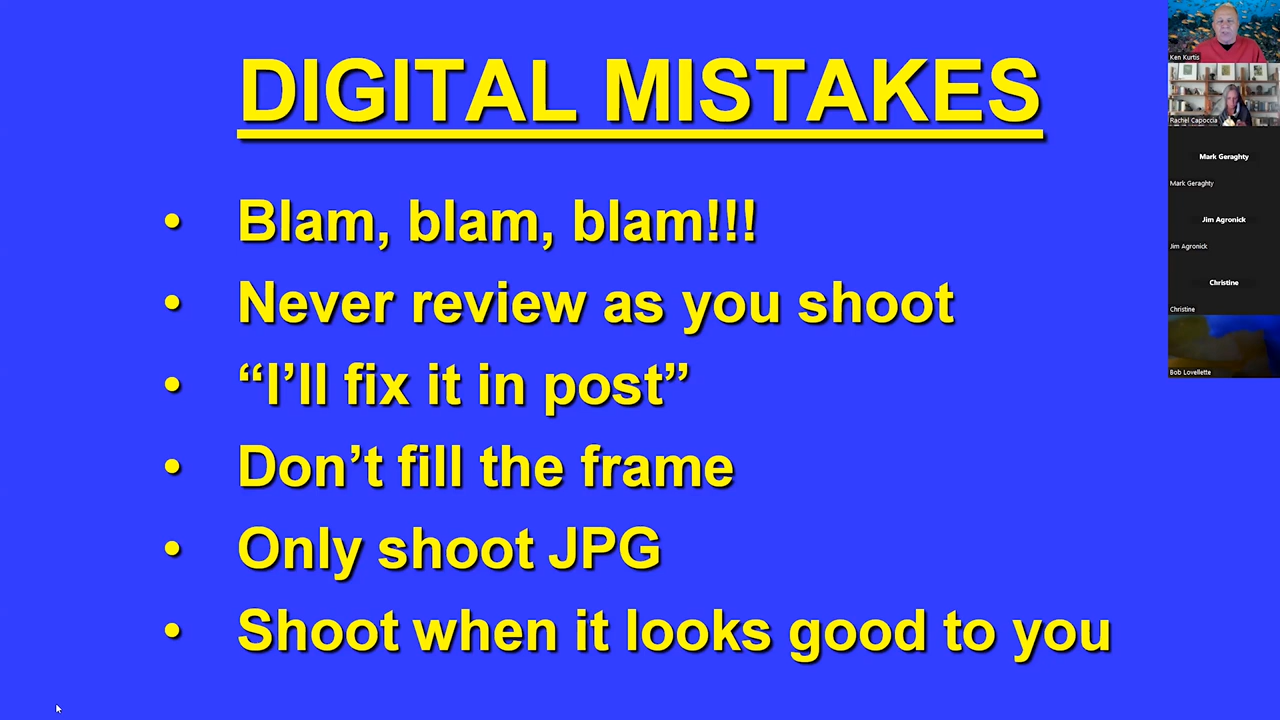 DIGITAL MISTAKES
• Blam, blam, blam!!!
• Never review as you shoot
• “I’ll fix it in post”
• Don’t fill the frame
• Only shoot JPG
• Shoot when it looks good to you
Ken Kurtis
Rachel Capoccia
Mark Geraghty
Mark Geraghty
Jim Agronick
Jim Agronick
Christine
Christine
Bob Lovellette